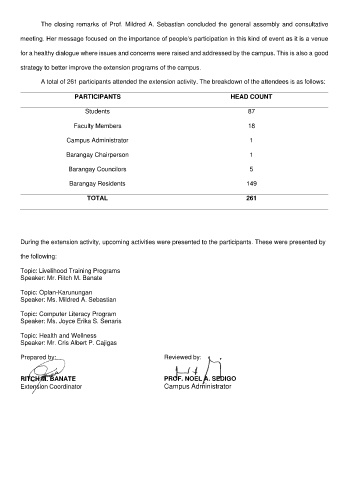 The closing remarks of Prof. Mildred A. Sebastian concluded the general assembly and consultative
meeting. Her message focused on the importance of people's participation in this kind of event as it is a venue
for a healthy dialogue where issues and concerns were raised and addressed by the campus. This is also a good
strategy to better improve the extension programs of the campus.
A total of 261 participants attended the extension activity. The breakdown of the attendees is as follows:
PARTICIPANTS HEAD COUNT
Students 87
Faculty Members 18
Campus Administrator 1
Barangay Chairperson 1
Barangay Councilors 5
Barangay Residents 149
TOTAL 261
During the extension activity, upcoming activities were presented to the participants. These were presented by
the following:
Topic: Livelihood Training Programs
Speaker: Mr. Ritch M. Banate
Topic: Oplan-Karunungan
Speaker: Ms. Mildred A. Sebastian
Topic: Computer Literacy Program
Speaker: Ms. Joyce Erika S. Senaris
Topic: Health and Wellness
Speaker: Mr. Cris Albert P. Cajigas
Prepared by: Reviewed by:
RITCH M. BANATE PROF. NOEL A. SEDIGO
Extension Coordinator Campus Administrator